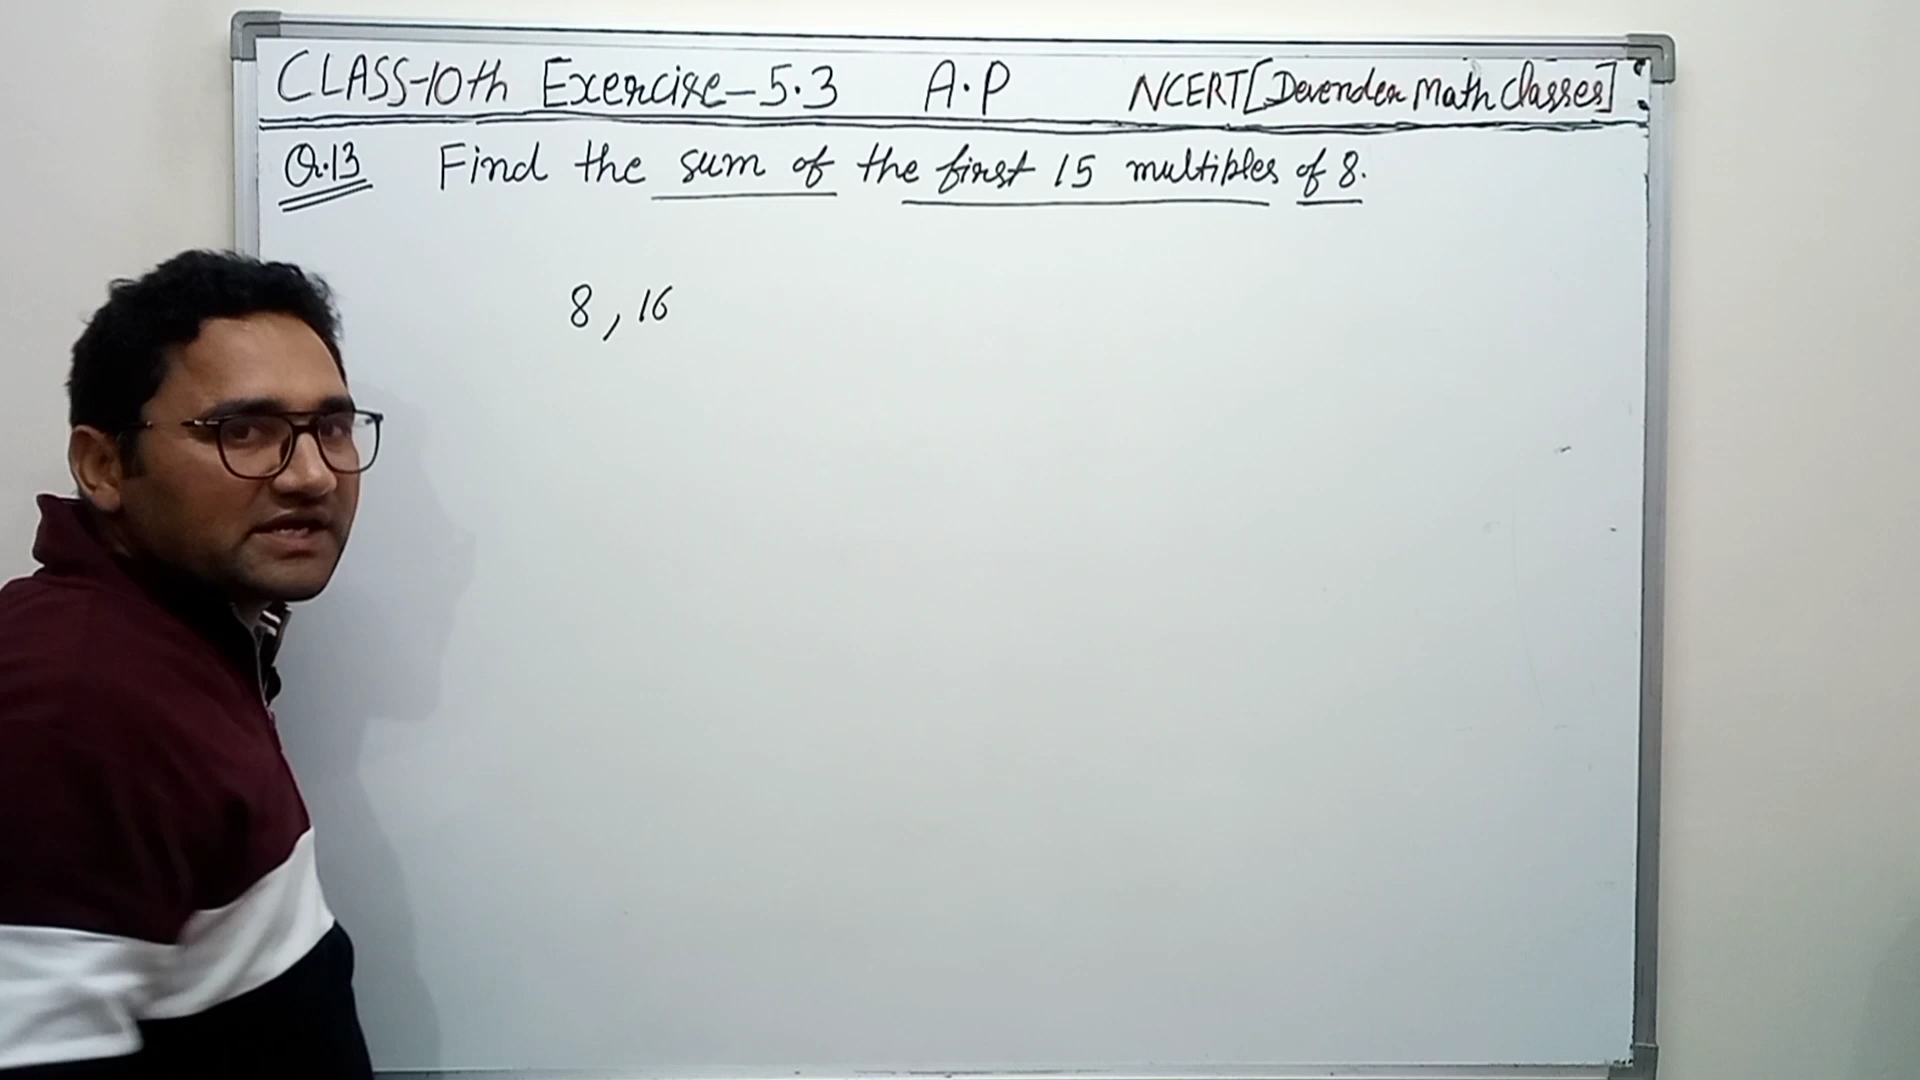 CLASS-10th Exercise-5.3 A.P NCERT[Devender Math Classes]
Q.13 Find the sum of the first 15 multiples of 8.
8, 16